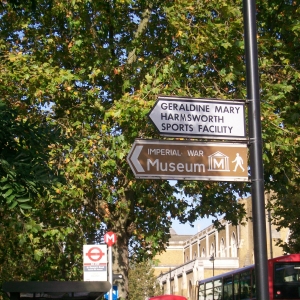 GERALDINE MARY
HARMSWORTH
SPORTS FACILITY
IMPERIAL WAR
Museum
M
M